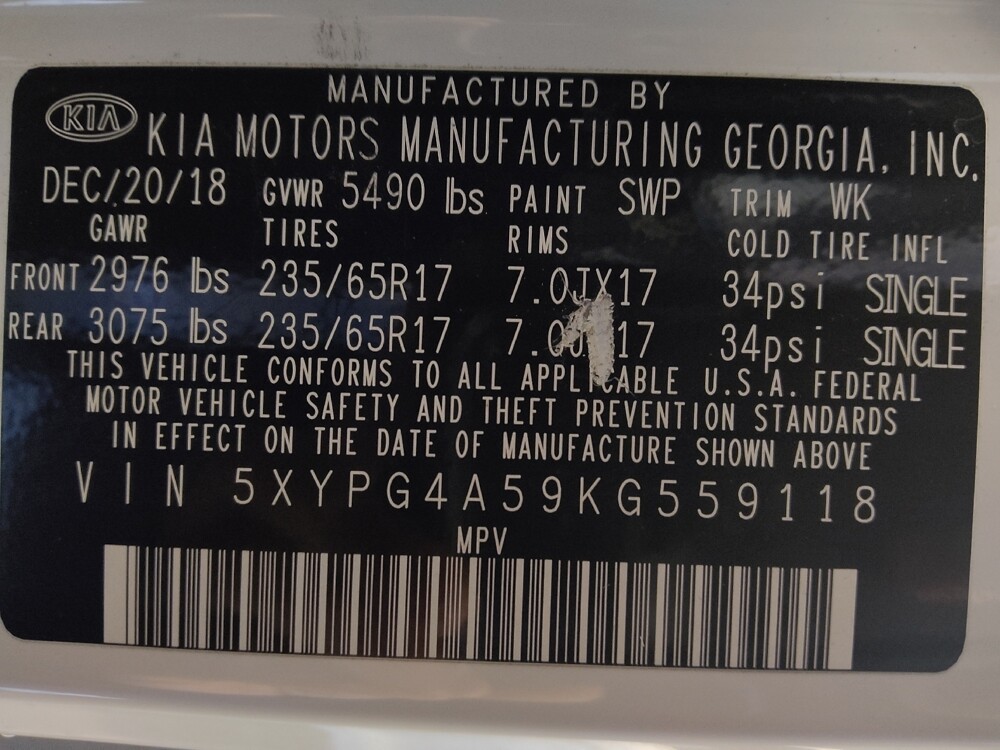 MANUFACTURED BY
KIA
KIA MOTORS MANUFACTURING GEORGIA, INC.
DEC/20/18 GVWR 5490 lbs PAINT SWP TRIM WK
GAWR TIRES RIMS COLD TIRE INFL
FRONT 2976 lbs 235/65R17 7.0JX17 34psi SINGLE
REAR 3075 lbs 235/65R17 34psi SINGLE
THIS VEHICLE CONFORMS TO ALL APPLICABLE U.S.A. FEDERAL
MOTOR VEHICLE SAFETY AND THEFT PREVENTION STANDARDS
IN EFFECT ON THE DATE OF MANUFACTURE SHOWN ABOVE
VIN 5XYPG4A59KG559118
MPV